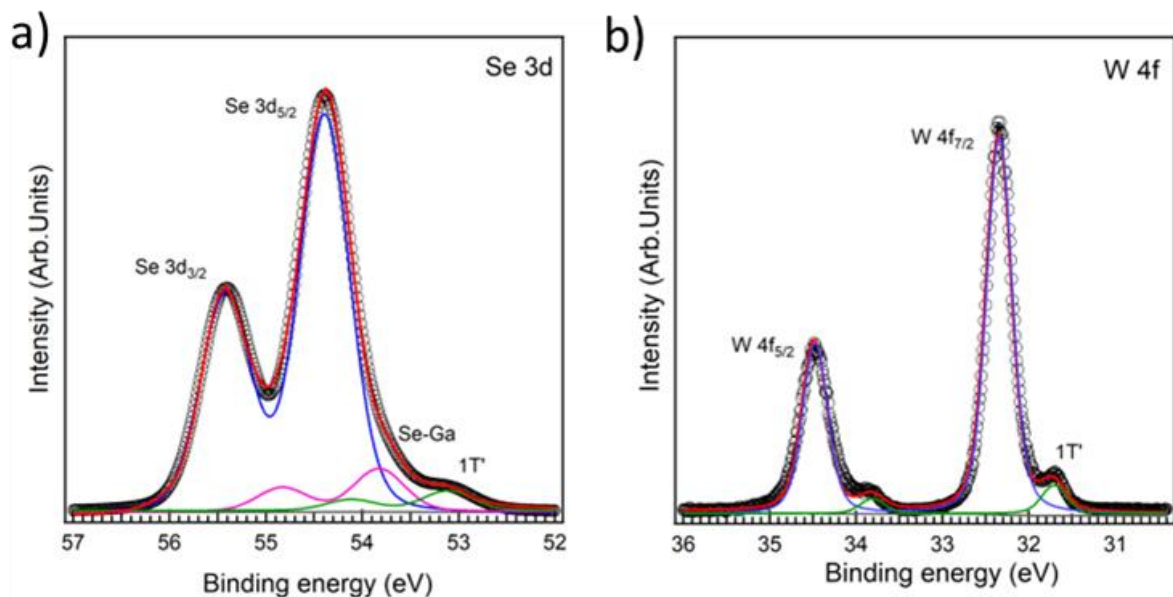 a)
Se 3d
Se 3d5/2
Se 3d3/2
Se-Ga
1T'
Intensity (Arb.Units)
57 56 55 54 53 52
Binding energy (eV)
b)
W 4f
W 4f7/2
W 4f5/2
1T'
Intensity (Arb.Units)
36 35 34 33 32 31
Binding energy (eV)